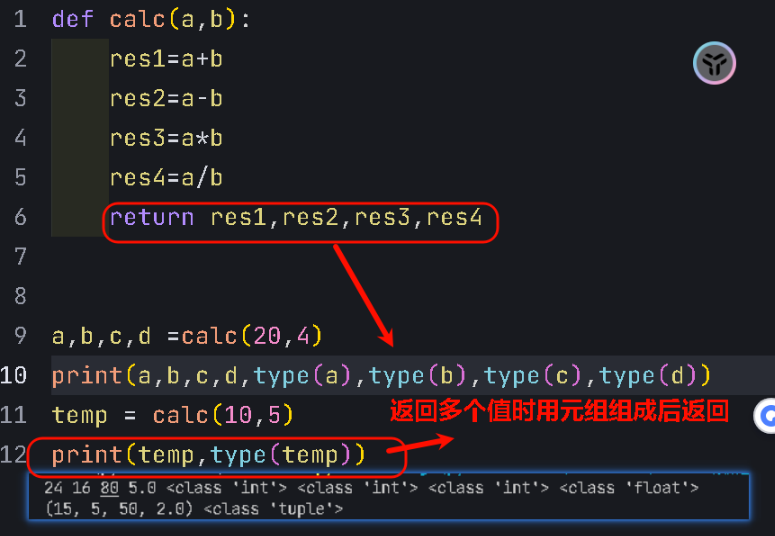 1 def calc(a,b):
2 res1=a+b
3 res2=a-b
4 res3=a*b
5 res4=a/b
6 return res1,res2,res3,res4
7
8
9 a,b,c,d =calc(20,4)
10 print(a,b,c,d,type(a),type(b),type(c),type(d))
11 temp = calc(10,5)
返回多个值时用元组组成后返回
12 print(temp,type(temp))
24 16 80 5.0 <class 'int'> <class 'int'> <class 'int'> <class 'float'>
(15, 5, 50, 2.0) <class 'tuple'>